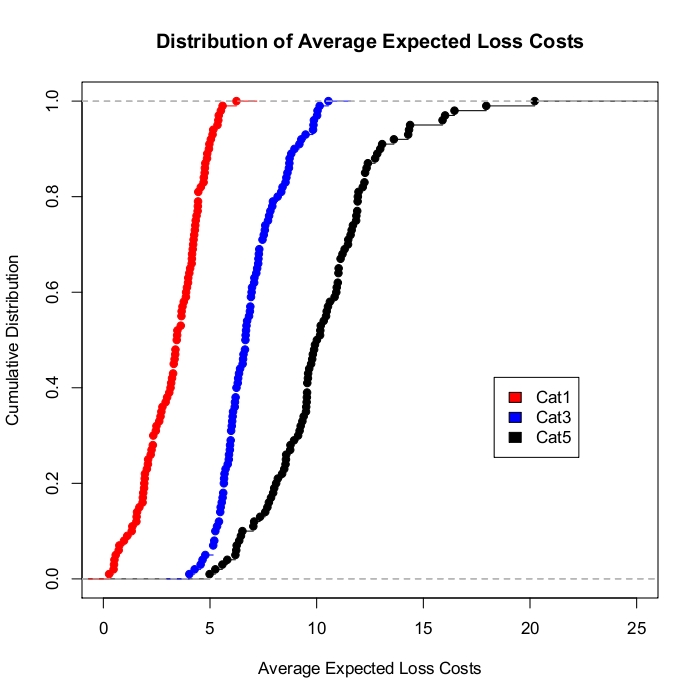 Distribution of Average Expected Loss Costs
Cumulative Distribution
1.0
0.8
0.6
0.4
0.2
0.0
Cat1
Cat3
Cat5
0 5 10 15 20 25
Average Expected Loss Costs